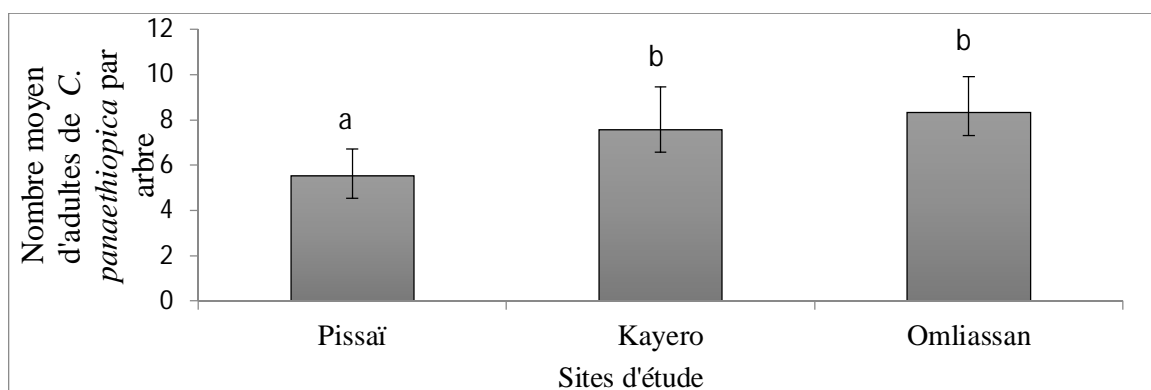 Nombre moyen
d'adultes de C.
panaethiopica par
arbre
12
10
8
6
4
2
0
a
b
b
Pissaï
Kayero
Omliassan
Sites d'étude